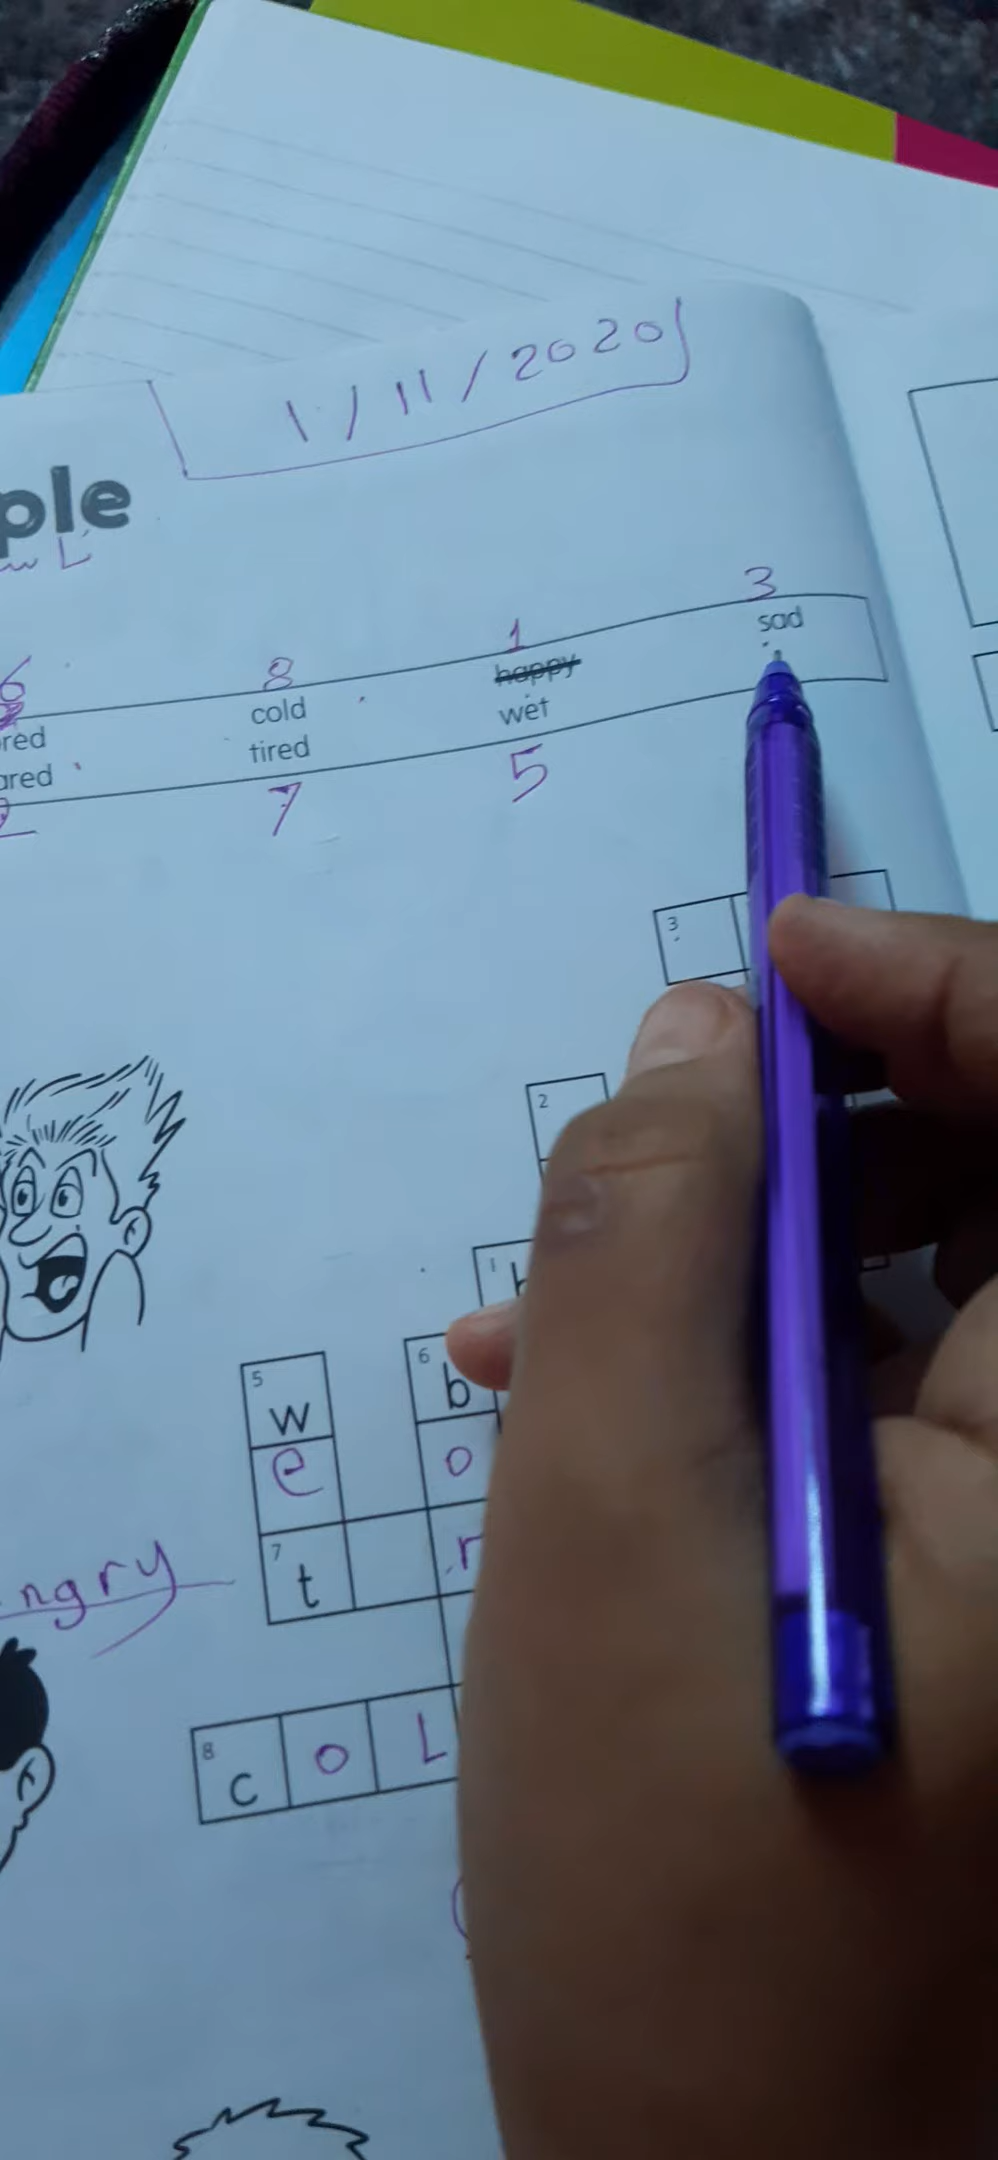 1/11/2020
ple
L
6 8 1 3
red cold happy sad
ared tired wet
2 7 5
3
2
1 h
5 w 6 b
e o
7 t r
ngry
8 c o L